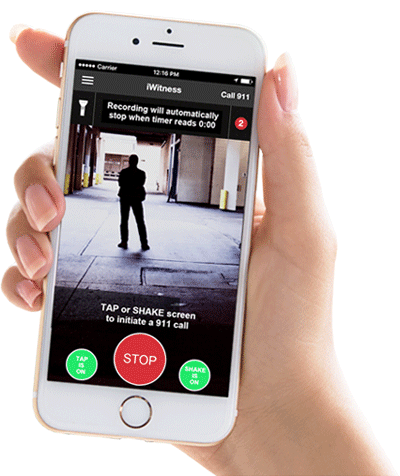 ●●●●● Carrier 12:16 PM
iWitness
Call 911
Recording will automatically
stop when timer reads 0:00
2
TAP or SHAKE screen
to initiate a 911 call
TAP
IS
ON
STOP
SHAKE
IS
ON